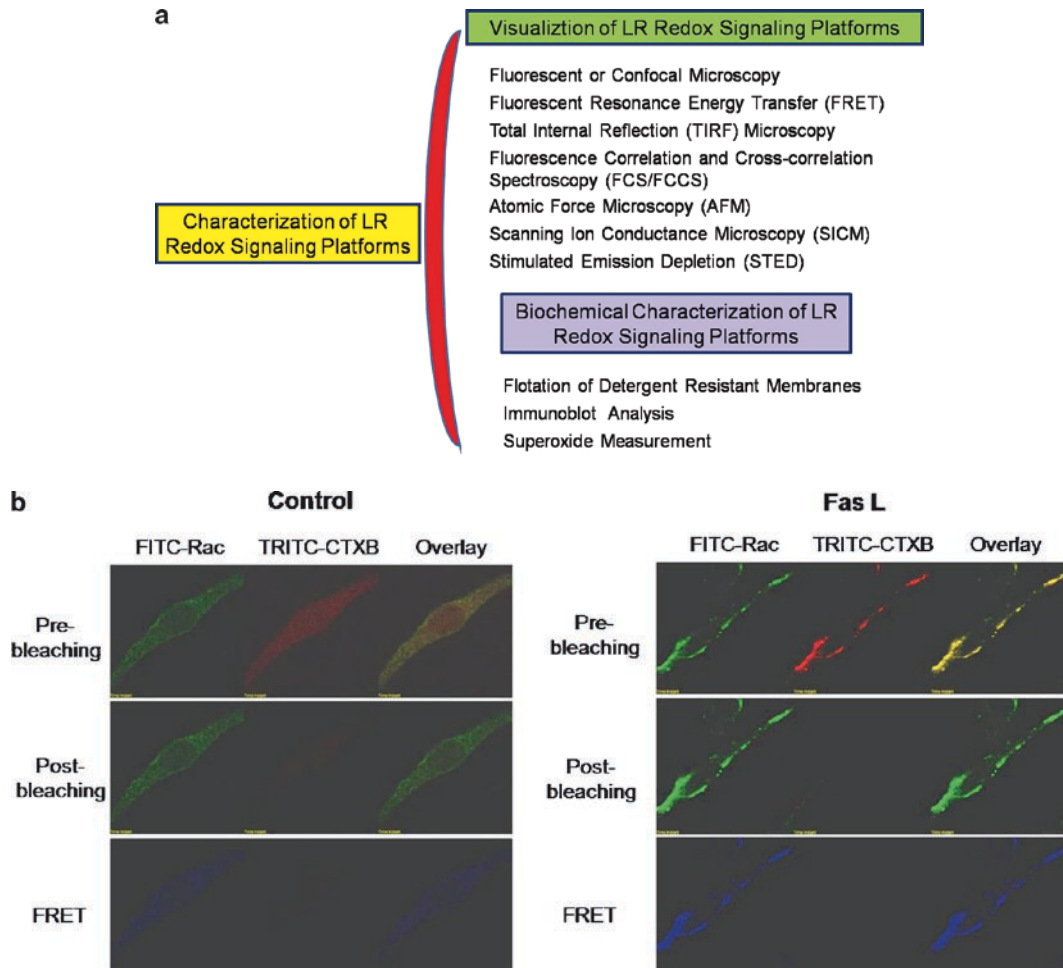 a
Visualiztion of LR Redox Signaling Platforms
Fluorescent or Confocal Microscopy
Fluorescent Resonance Energy Transfer (FRET)
Total Internal Reflection (TIRF) Microscopy
Fluorescence Correlation and Cross-correlation
Spectroscopy (FCS/FCCS)
Atomic Force Microscopy (AFM)
Scanning Ion Conductance Microscopy (SICM)
Stimulated Emission Depletion (STED)
Characterization of LR
Redox Signaling Platforms
Biochemical Characterization of LR
Redox Signaling Platforms
Flotation of Detergent Resistant Membranes
Immunoblot Analysis
Superoxide Measurement
b
Control
FITC-Rac TRITC-CTXB Overlay
Pre-
bleaching
Post-
bleaching
FRET
Fas L
FITC-Rac TRITC-CTXB Overlay
Pre-
bleaching
Post-
bleaching
FRET